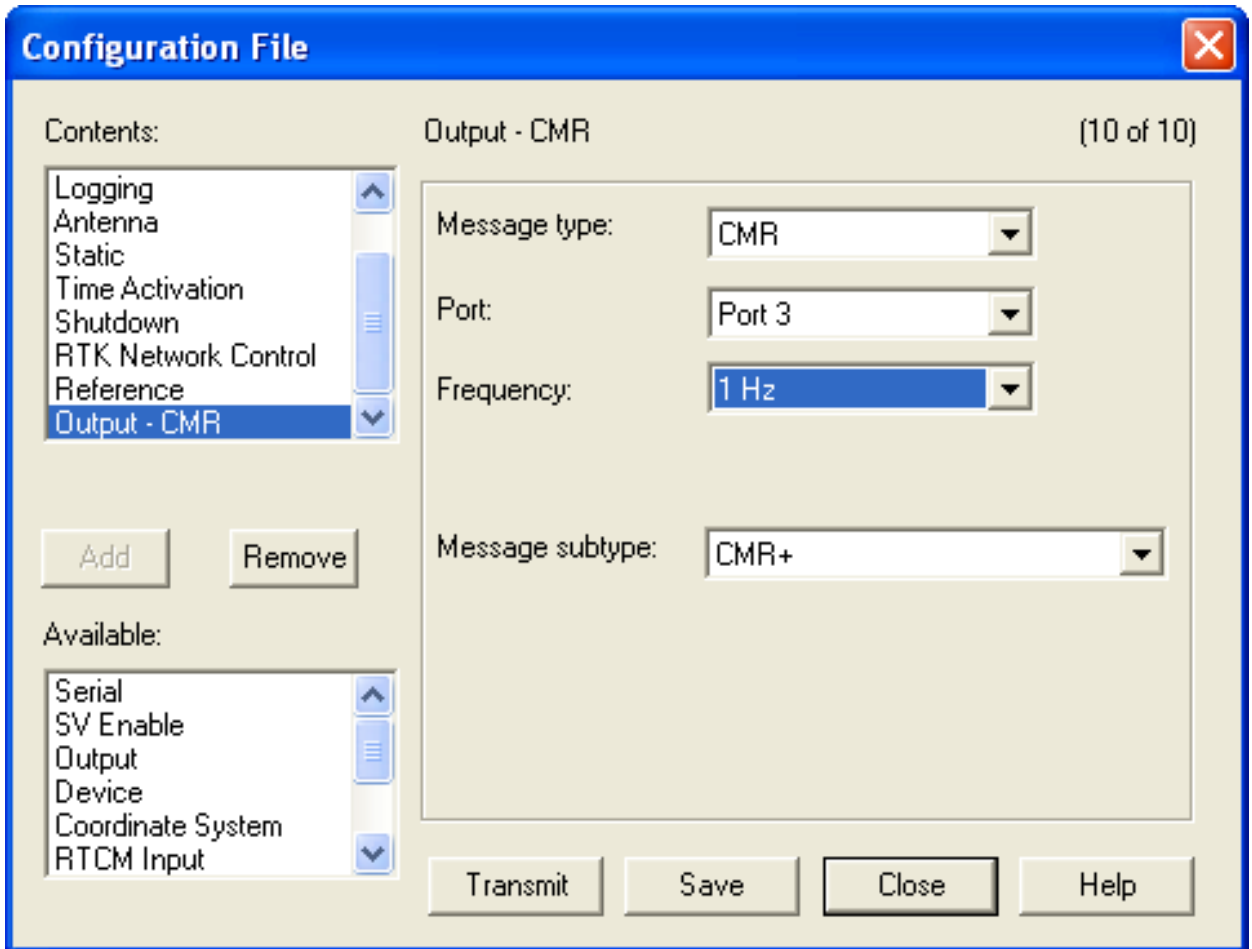 Configuration File
Contents:
Output - CMR
(10 of 10)
Logging
Antenna
Static
Time Activation
Shutdown
RTK Network Control
Reference
Output - CMR
Message type:
CMR
Port:
Port 3
Frequency:
1 Hz
Message subtype:
CMR+
Add
Remove
Available:
Serial
SV Enable
Output
Device
Coordinate System
RTCM Input
Transmit
Save
Close
Help